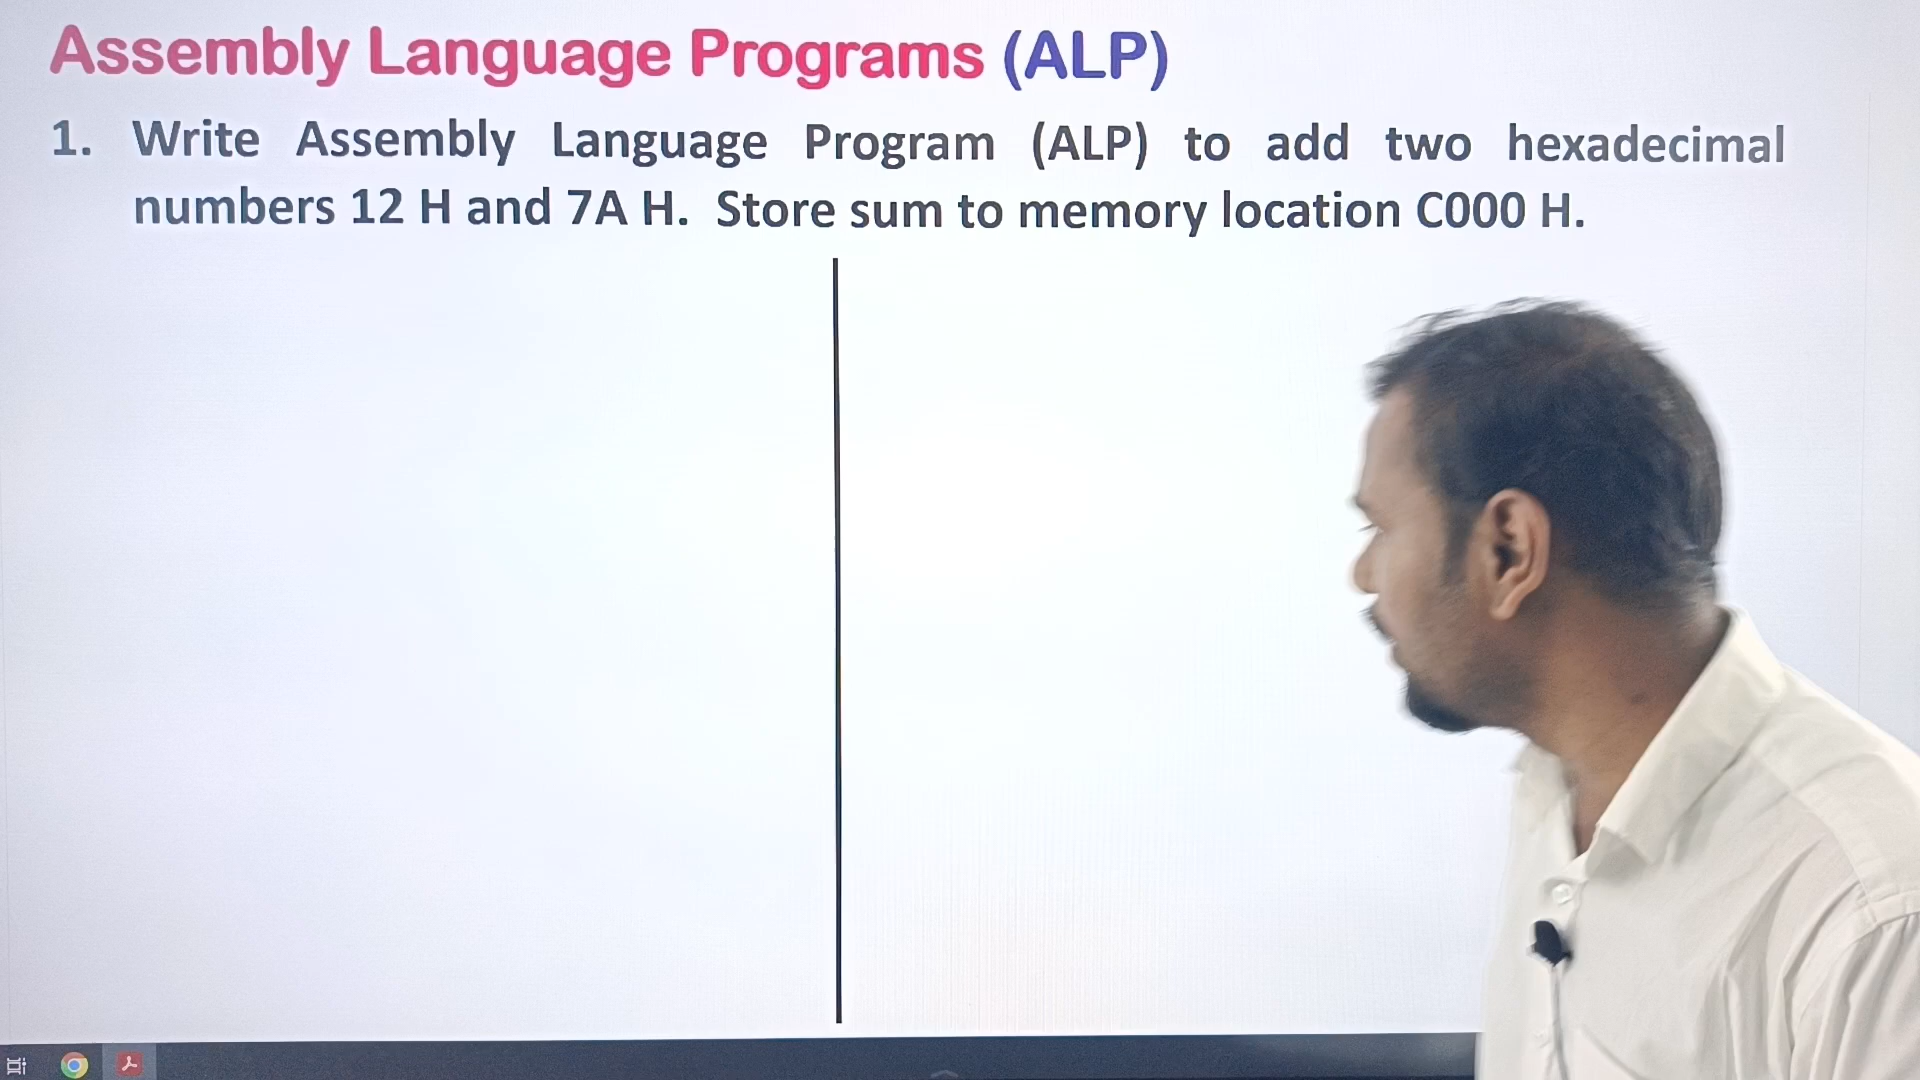 Assembly Language Programs (ALP)
1. Write Assembly Language Program (ALP) to add two hexadecimal
numbers 12 H and 7A H. Store sum to memory location C000 H.